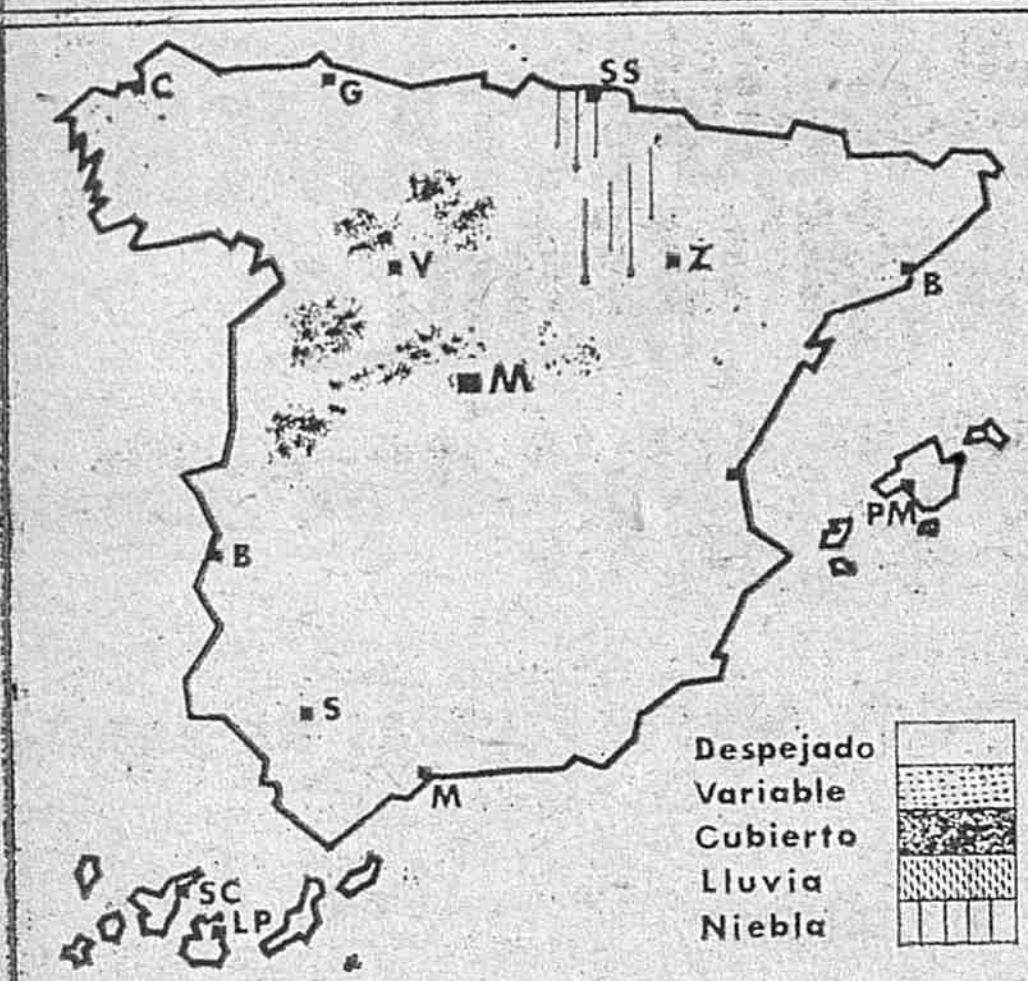 C
G
SS
V
Z
B
M
PM
B
S
M
SC
LP
Despejado
Variable
Cubierto
Lluvia
Niebla